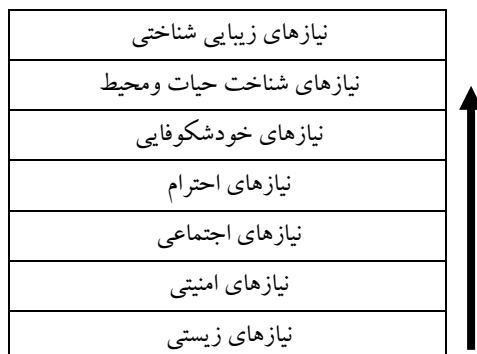 نیازهای زیبایی شناختی
نیازهای شناخت حیات ومحیط
نیازهای خودشکوفایی
نیازهای احترام
نیازهای اجتماعی
نیازهای امنیتی
نیازهای زیستی